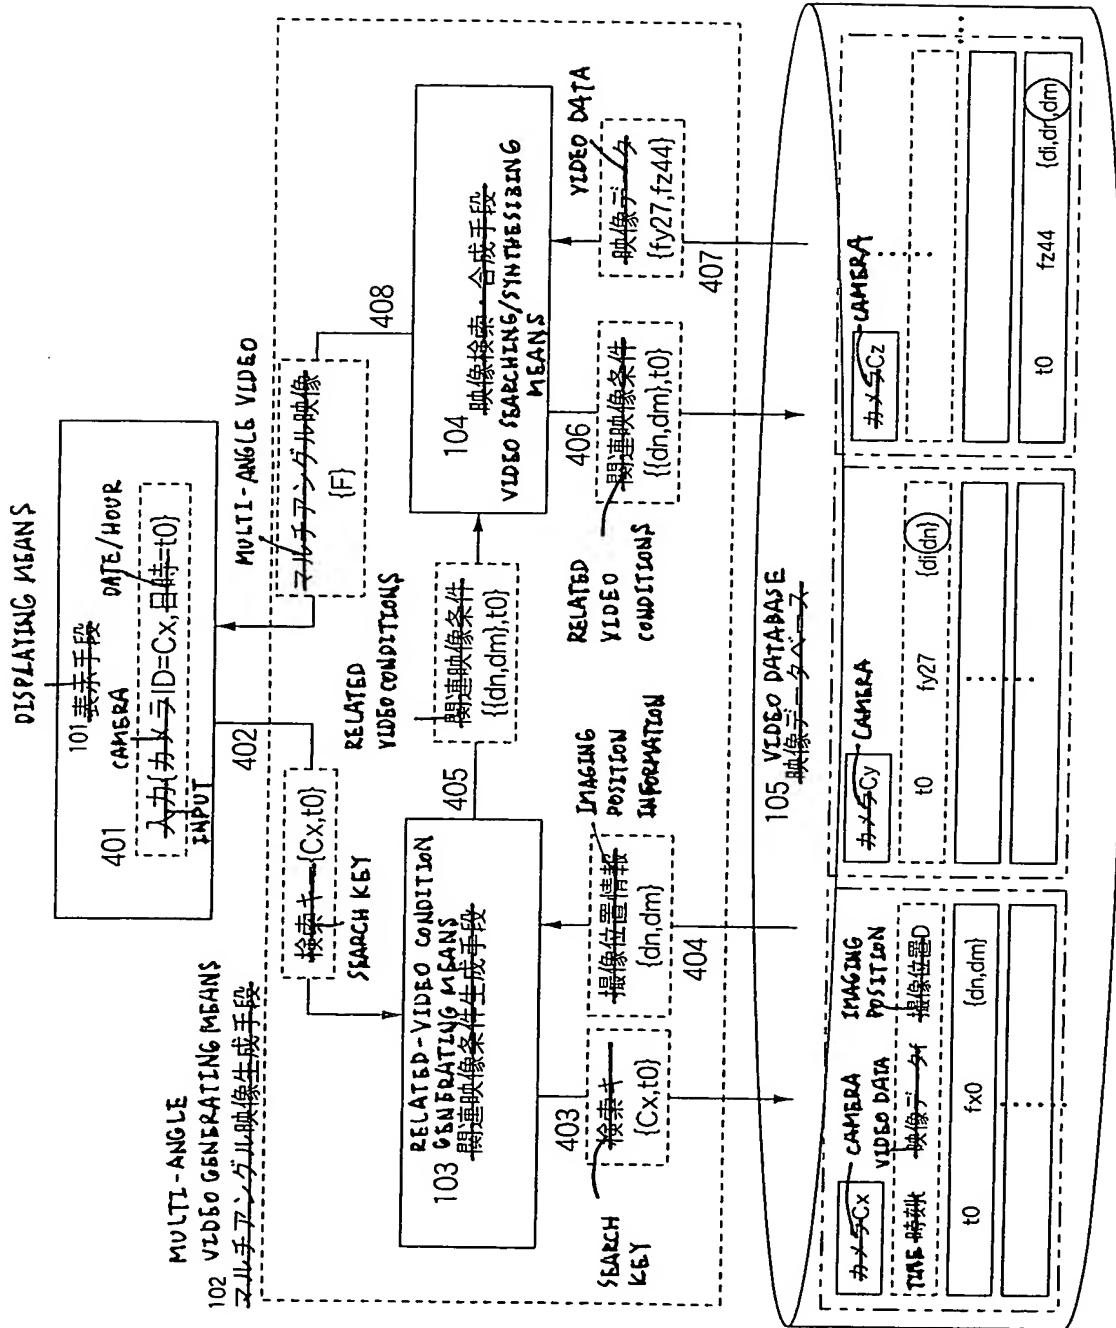 DISPLAYING MEANS
101 表示手段
CAMERA
DATE/HOUR
401
入力{カメラID=Cx,日時=t0}
INPUT
MULTI-ANGLE
102 VIDEO GENERATING MEANS
マルチアングル映像生成手段
402
検索キー{Cx,t0}
SEARCH KEY
MULTI-ANGLE VIDEO
マルチアングル映像
{F}
408
RELATED-VIDEO CONDITION
GENERATING MEANS
103 関連映像条件生成手段
405
RELATED
VIDEO CONDITIONS
関連映像条件
{{dn,dm},t0}
104 映像検索・合成手段
VIDEO SEARCHING/SYNTHESIBING
MEANS
403
検索キー
{Cx,t0}
SEARCH
KEY
IMAGING
POSITION
INFORMATION
撮像位置情報
{dn,dm}
404
406
関連映像条件
{{dn,dm},t0}
RELATED
VIDEO
CONDITIONS
VIDEO DATA
映像データ
{fy27,fz44}
407
105 VIDEO DATABASE
映像データベース
カメラCx
CAMERA
VIDEO DATA
IMAGING
POSITION
TIME 時刻 映像データf 撮像位置D
t0 fx0 {dn,dm}
カメラCy
CAMERA
t0 fy27 {di,dn}
カメラCz
CAMERA
t0 fz44 {di,dn,dm}